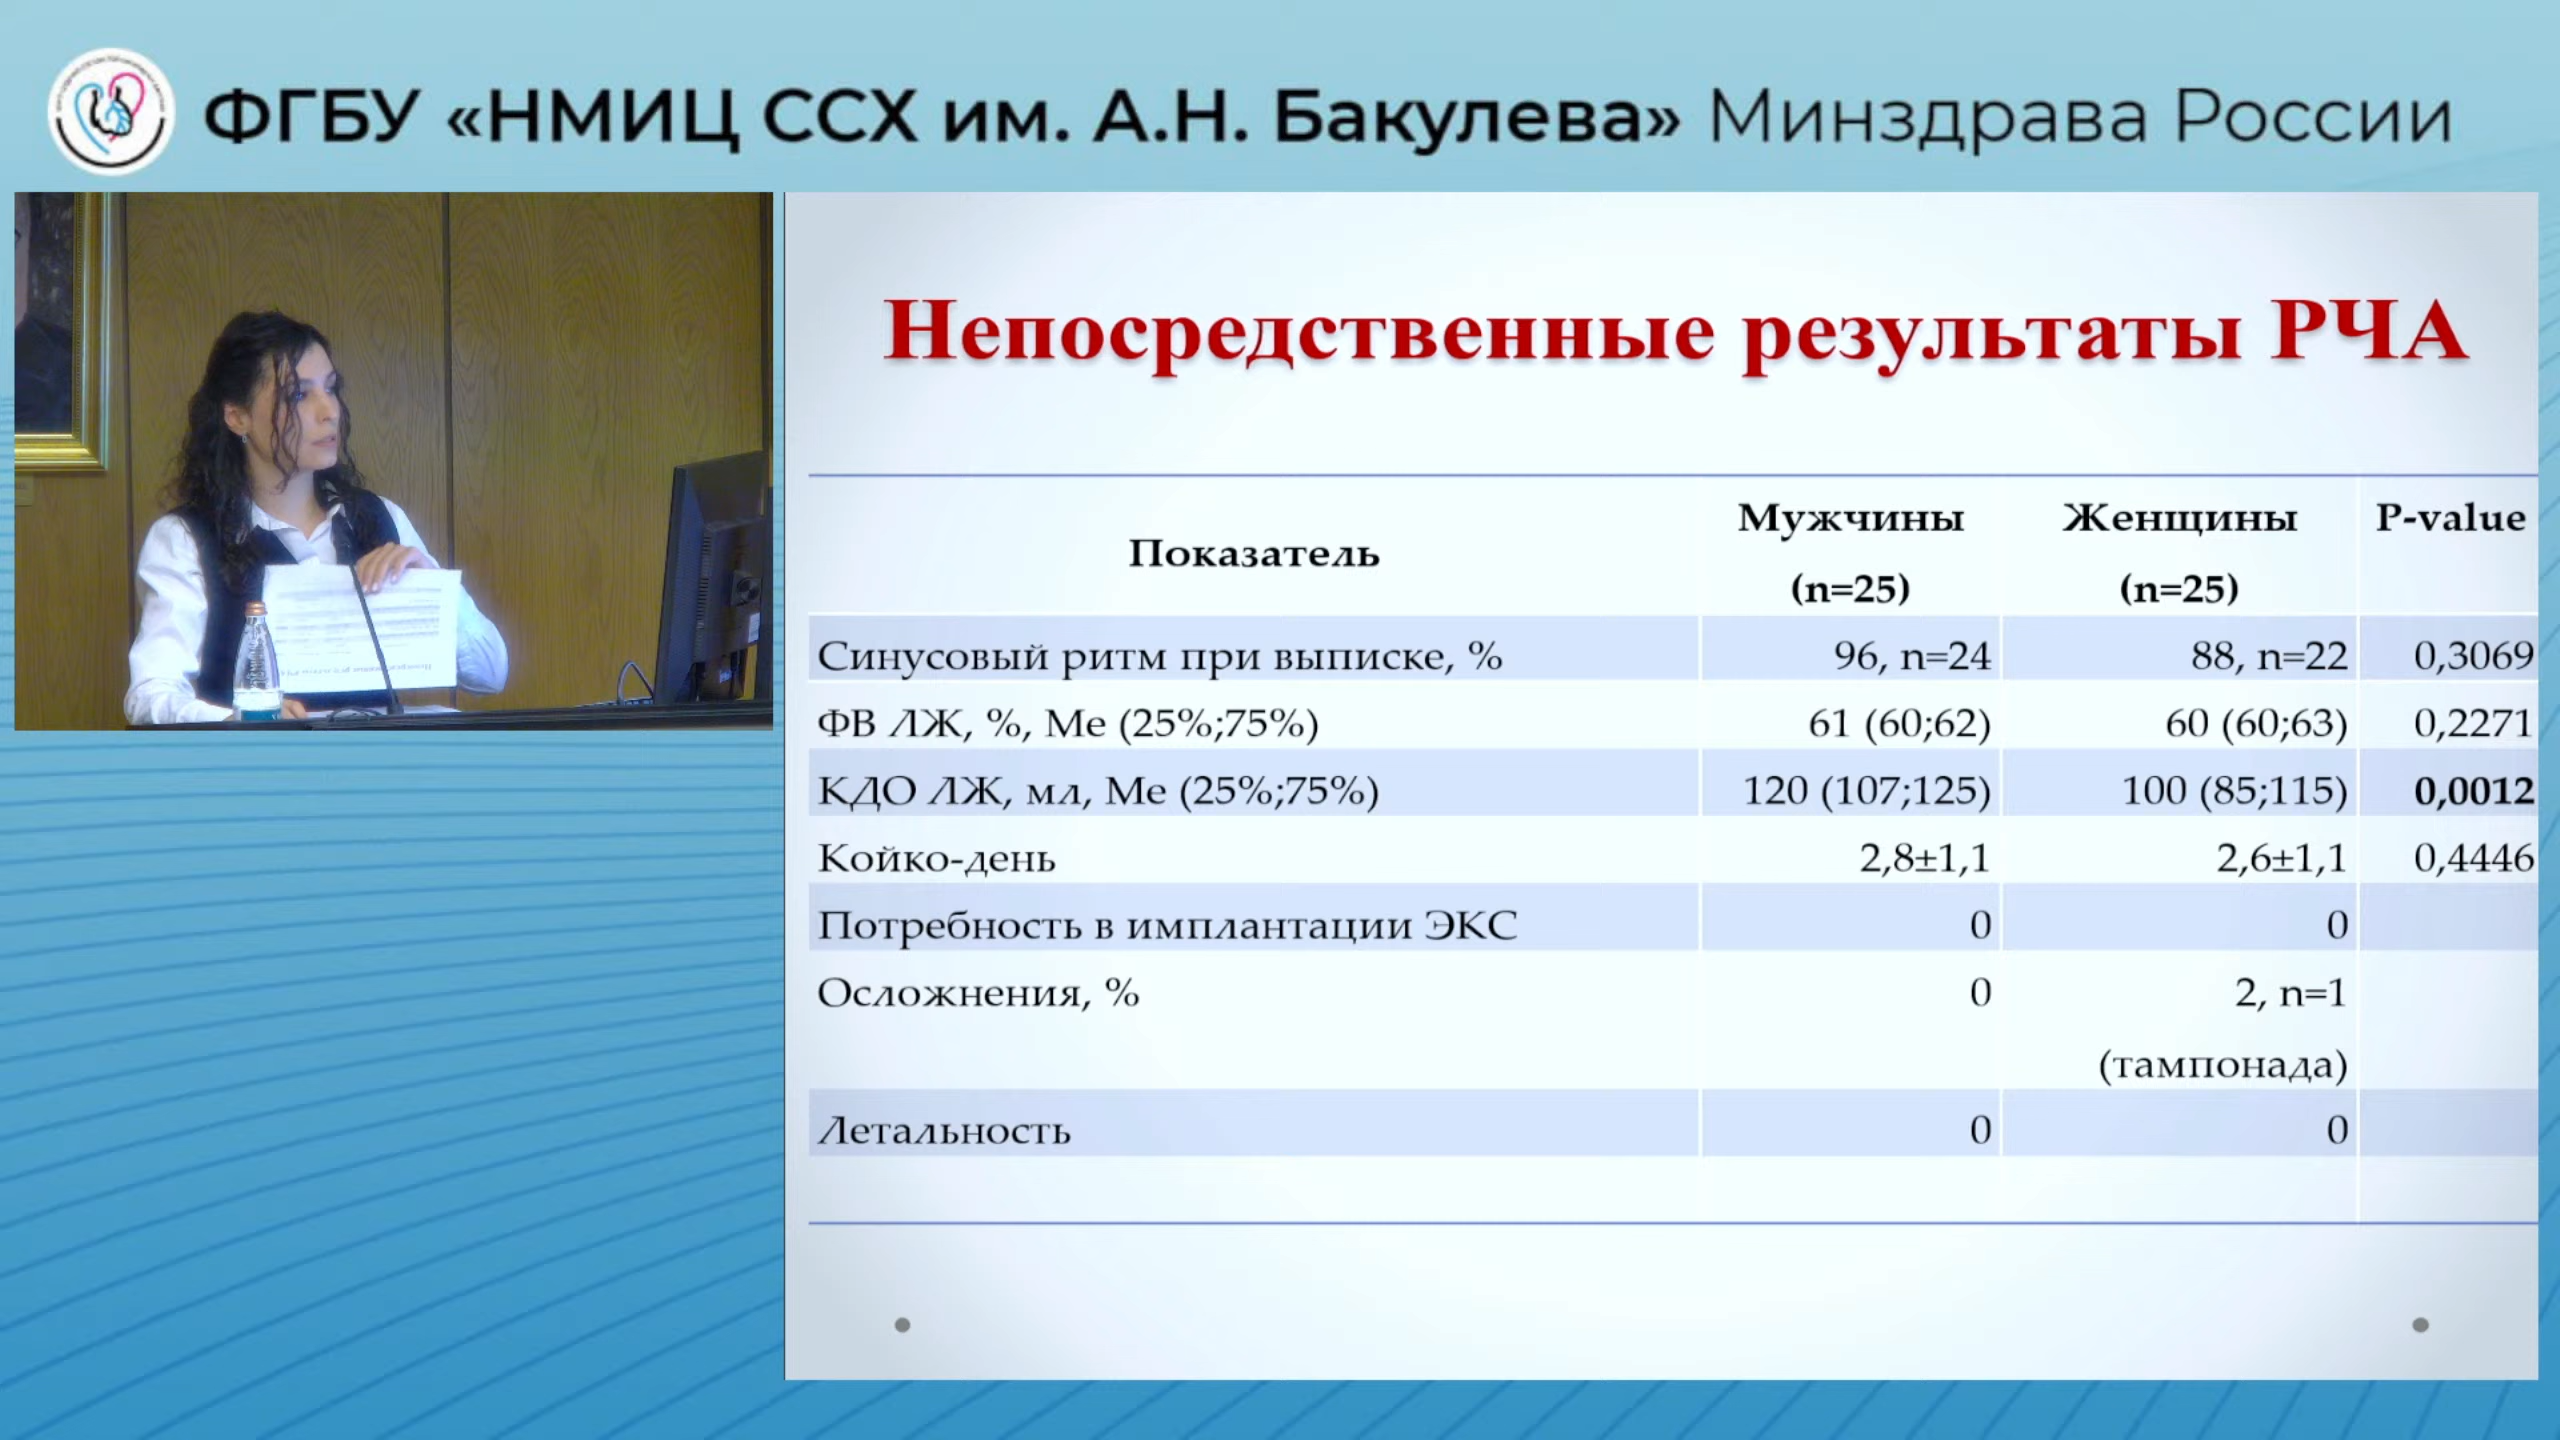 ФГБУ «НМИЦ ССХ им. А.Н. Бакулева» Минздрава России
Непосредственные результаты РЧА
Показатель Мужчины (n=25) Женщины (n=25) P-value
Синусовый ритм при выписке, % 96, n=24 88, n=22 0,3069
ФВ ЛЖ, %, Me (25%;75%) 61 (60;62) 60 (60;63) 0,2271
КДО ЛЖ, мл, Me (25%;75%) 120 (107;125) 100 (85;115) 0,0012
Койко-день 2,8±1,1 2,6±1,1 0,4446
Потребность в имплантации ЭКС 0 0
Осложнения, % 0 2, n=1
(тампонада)
Летальность 0 0